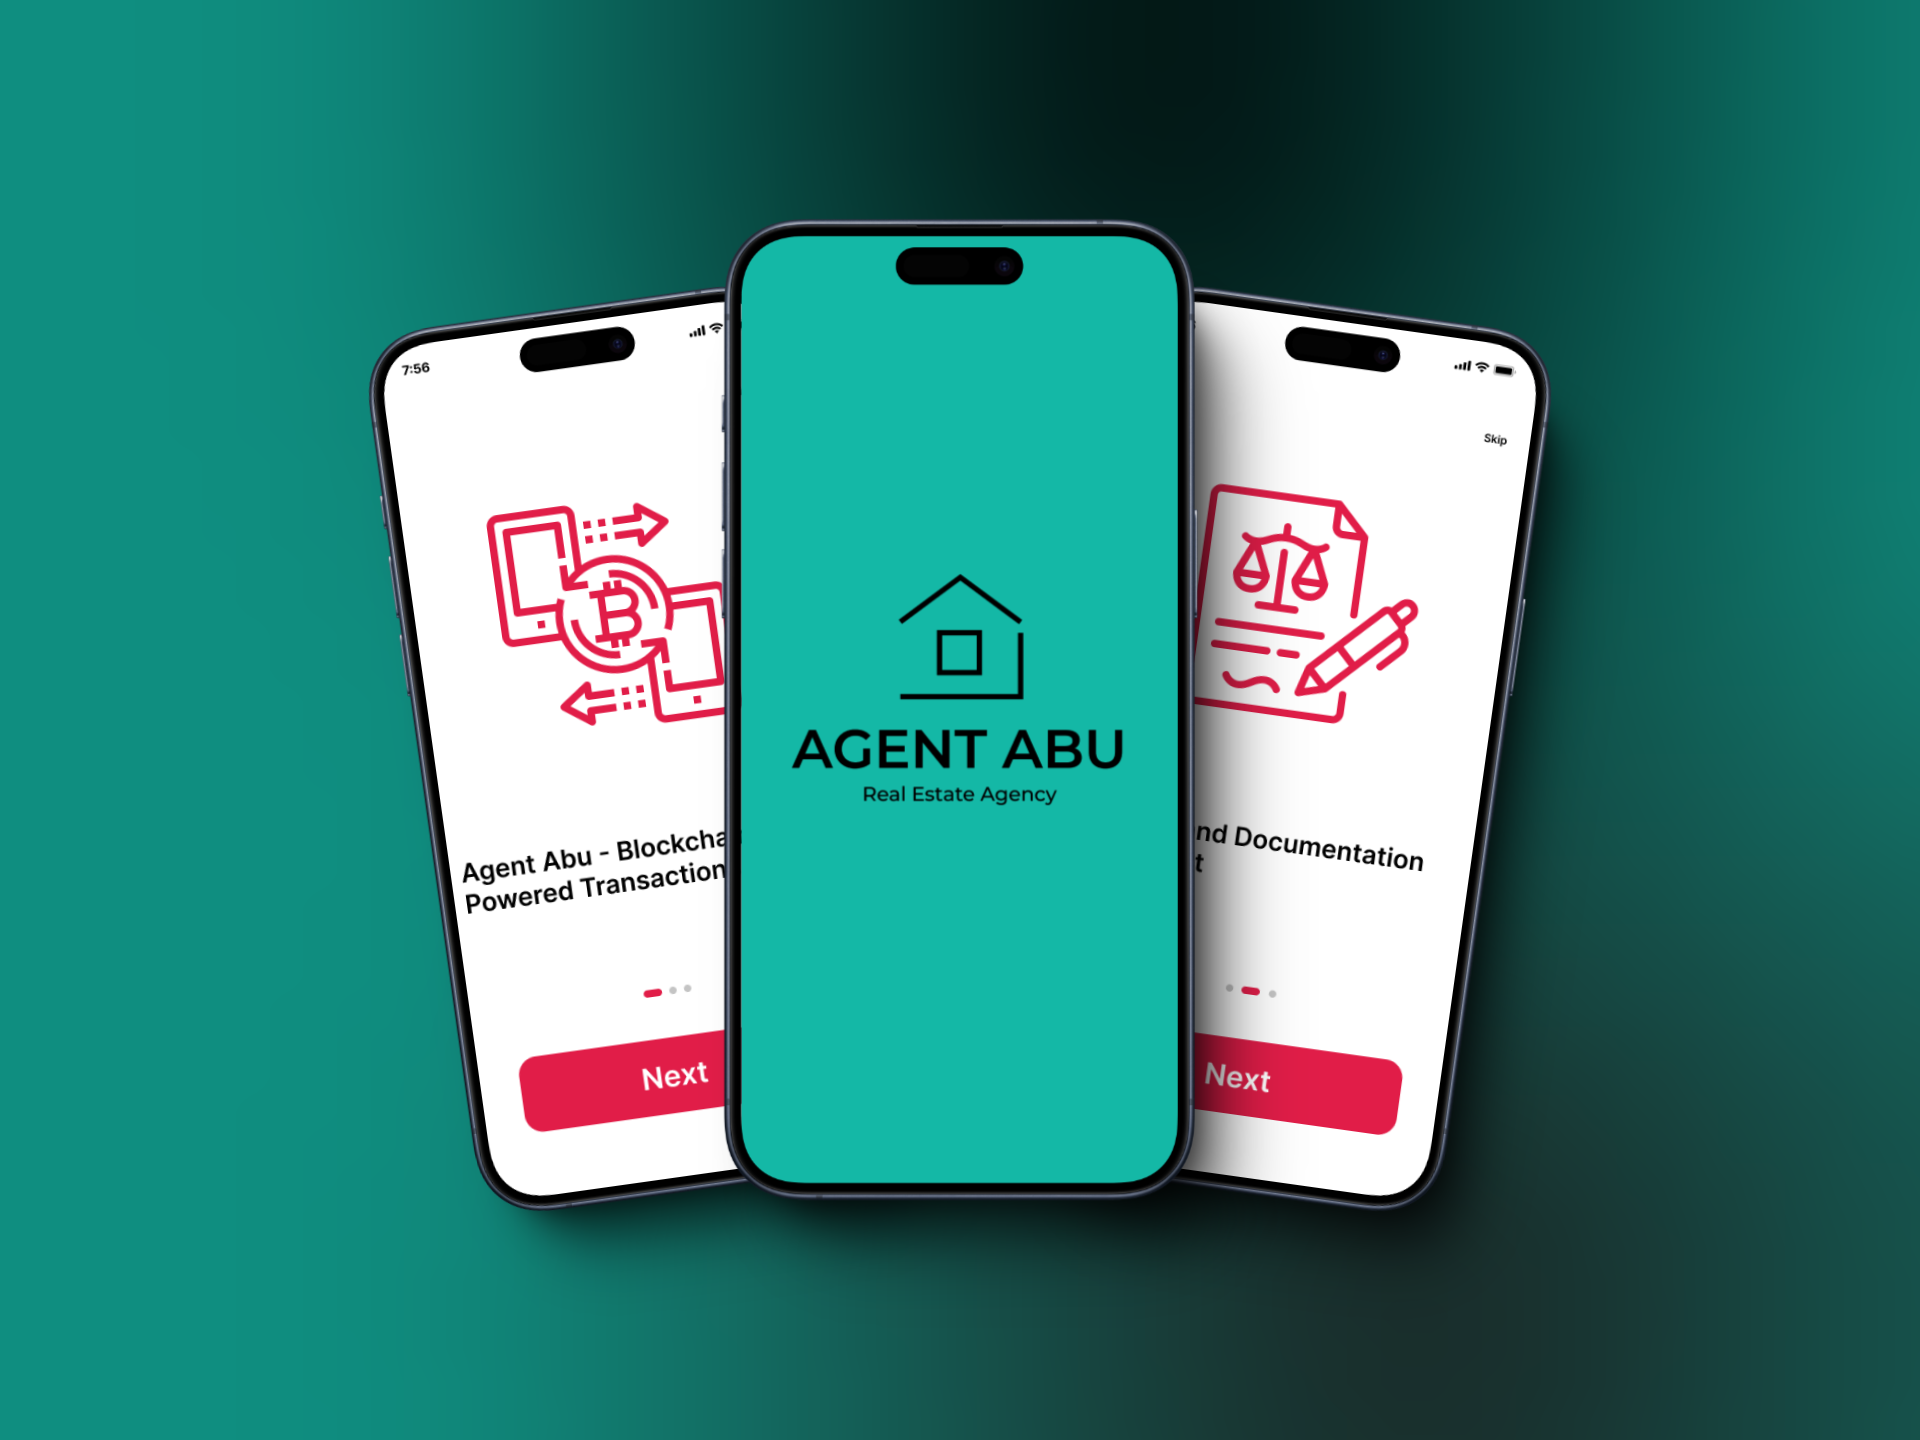 7:56
Agent Abu - Blockcha
Powered Transaction
Next
AGENT ABU
Real Estate Agency
Skip
nd Documentation
t
Next